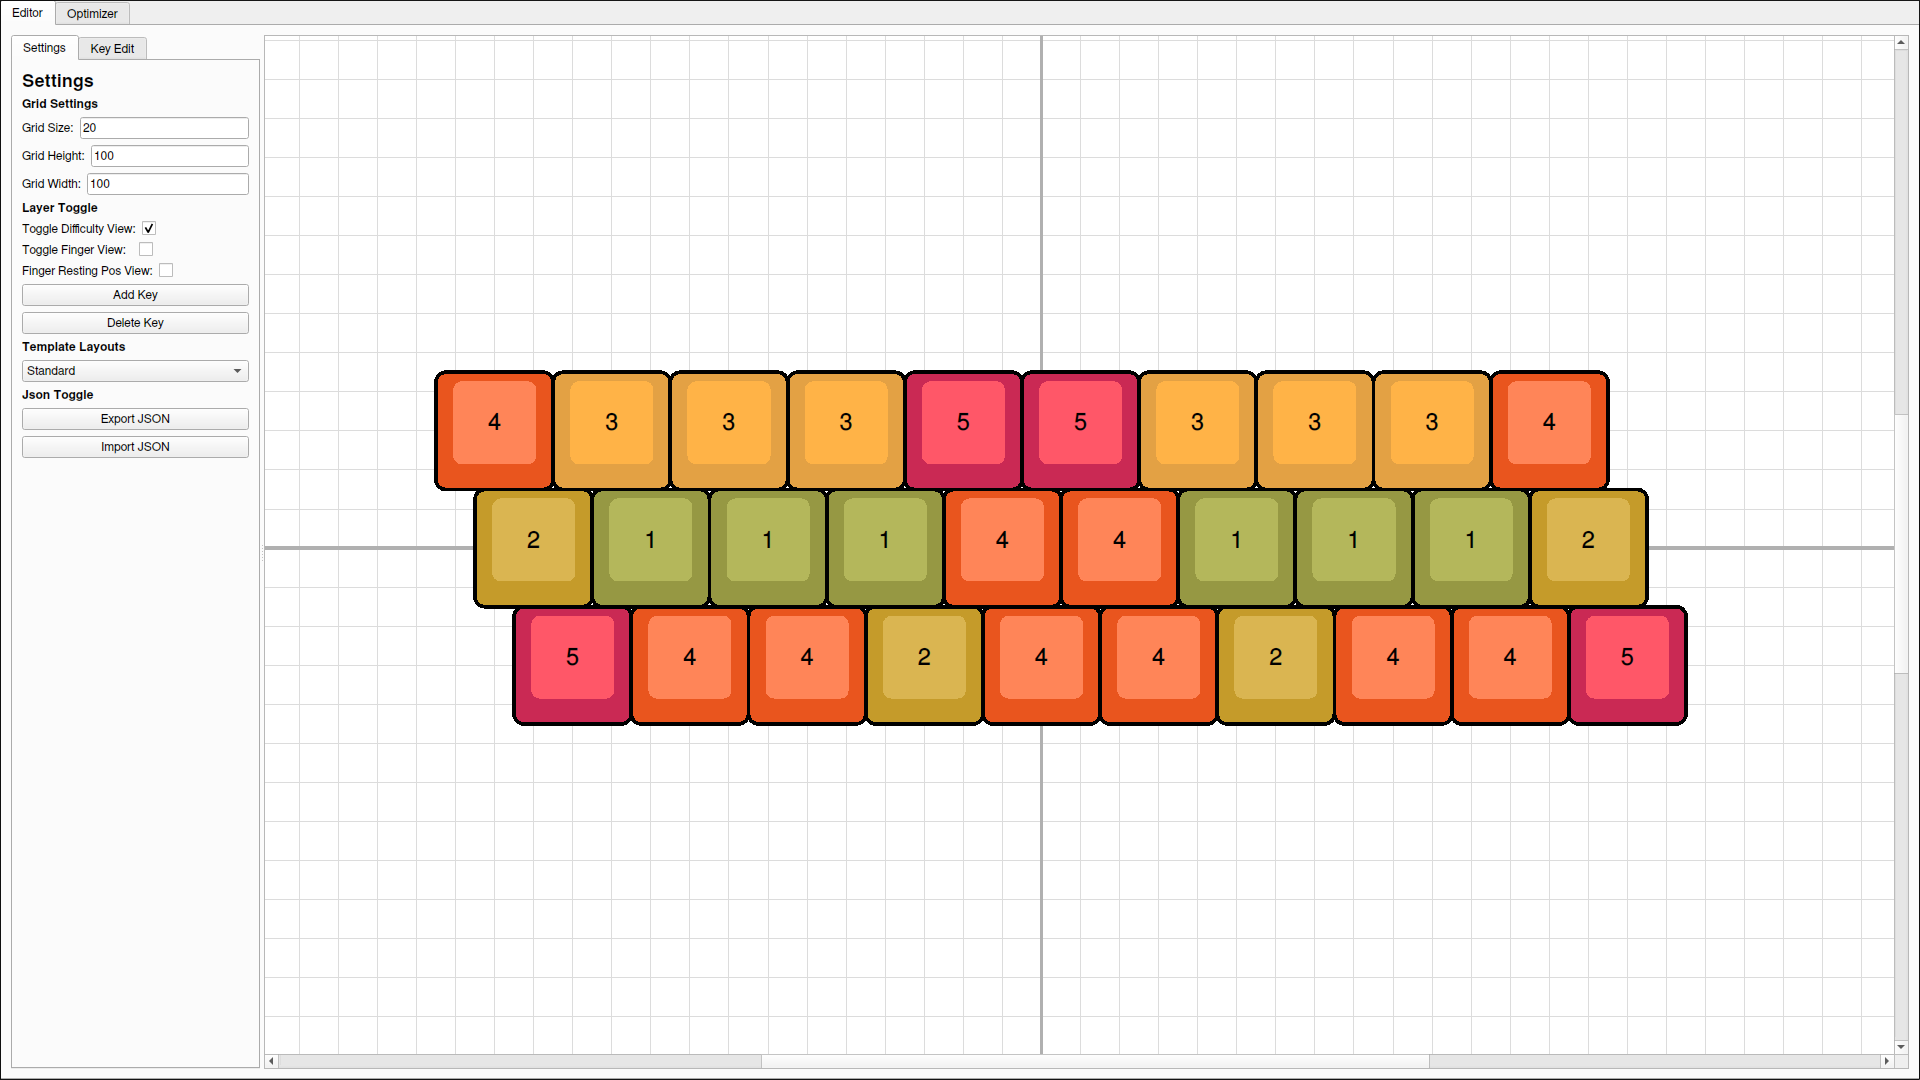 Editor Optimizer
Settings Key Edit
Settings
Grid Settings
Grid Size: 20
Grid Height: 100
Grid Width: 100
Layer Toggle
Toggle Difficulty View:
Toggle Finger View:
Finger Resting Pos View:
Add Key
Delete Key
Template Layouts
Standard
Json Toggle
Export JSON
Import JSON
4 3 3 3 5 5 3 3 3 4
2 1 1 1 4 4 1 1 1 2
5 4 4 2 4 4 2 4 4 5